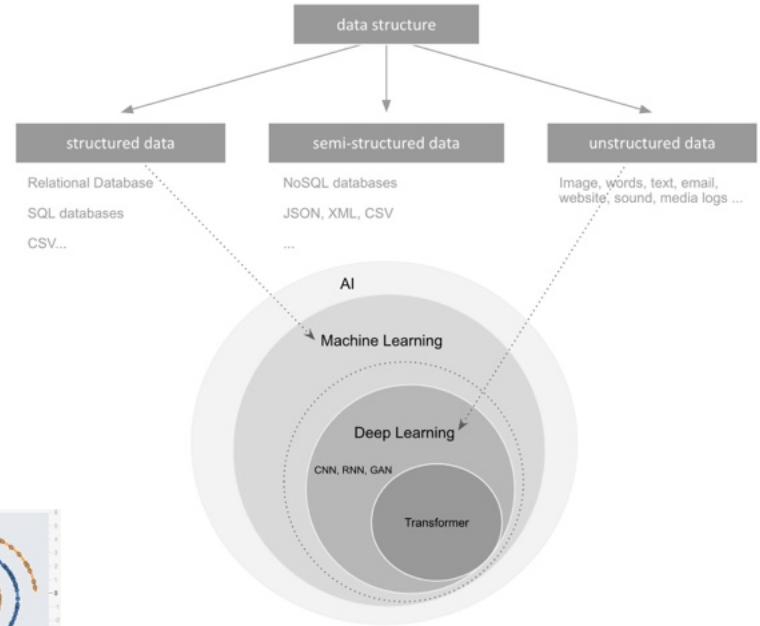 data structure
structured data
semi-structured data
unstructured data
Relational Database
SQL databases
CSV...
NoSQL databases
JSON, XML, CSV
...
Image, words, text, email,
website, sound, media logs ...
AI
Machine Learning
Deep Learning
CNN, RNN, GAN
Transformer